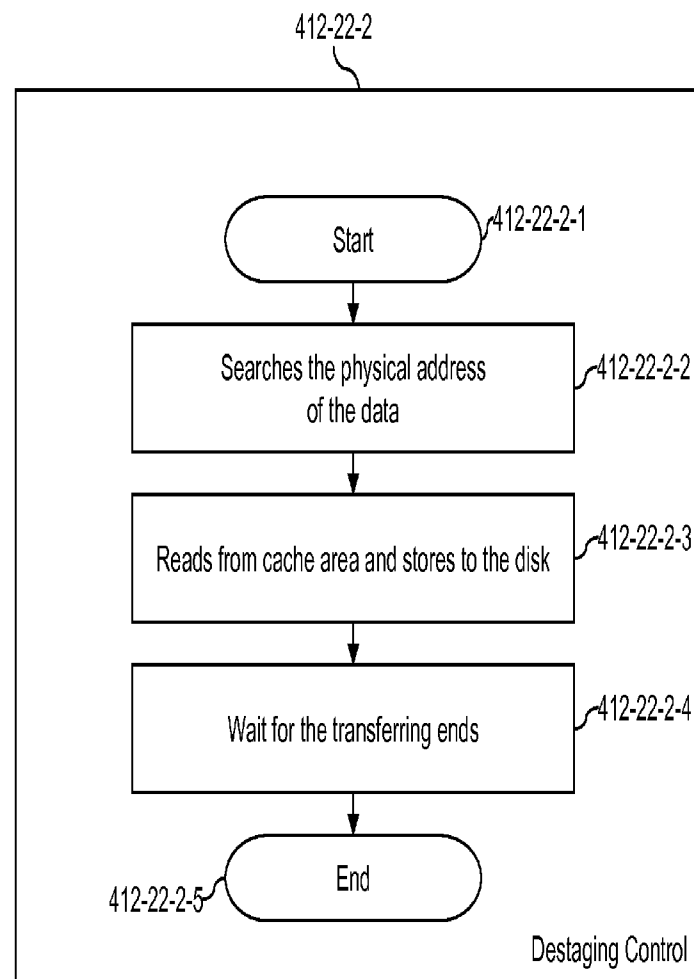 412-22-2
Start
412-22-2-1
Searches the physical address
of the data
412-22-2-2
Reads from cache area and stores to the disk
412-22-2-3
Wait for the transferring ends
412-22-2-4
End
412-22-2-5
Destaging Control